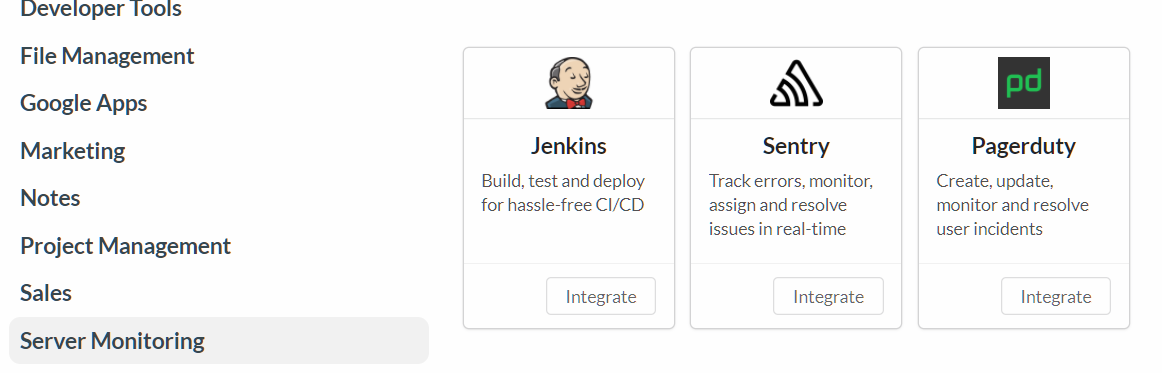 Developer Tools
File Management
Google Apps
Marketing
Notes
Project Management
Sales
Server Monitoring
Jenkins
Build, test and deploy
for hassle-free CI/CD
Integrate
Sentry
Track errors, monitor,
assign and resolve
issues in real-time
Integrate
pd
Pagerduty
Create, update,
monitor and resolve
user incidents
Integrate